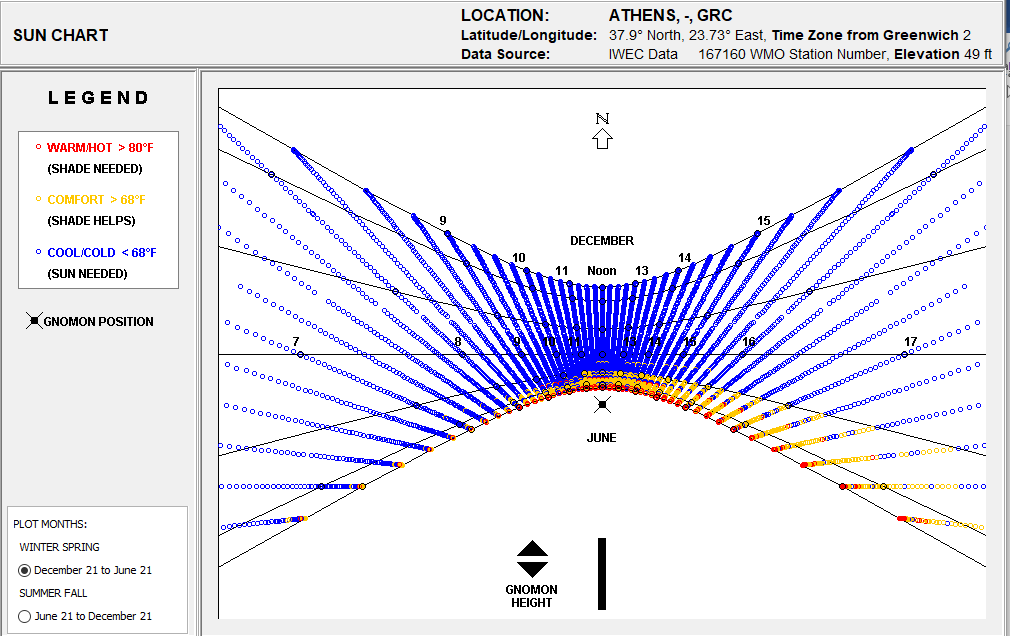 SUN CHART
LOCATION: ATHENS, -, GRC
Latitude/Longitude: 37.9° North, 23.73° East, Time Zone from Greenwich 2
Data Source: IWEC Data 167160 WMO Station Number, Elevation 49 ft
LEGEND
WARM/HOT > 80°F
(SHADE NEEDED)
COMFORT > 68°F
(SHADE HELPS)
COOL/COLD < 68°F
(SUN NEEDED)
GNOMON POSITION
PLOT MONTHS:
WINTER SPRING
December 21 to June 21
SUMMER FALL
June 21 to December 21
N
9 15
DECEMBER
10 14
11 Noon 13
7 8 9 15 16 17
JUNE
GNOMON
HEIGHT